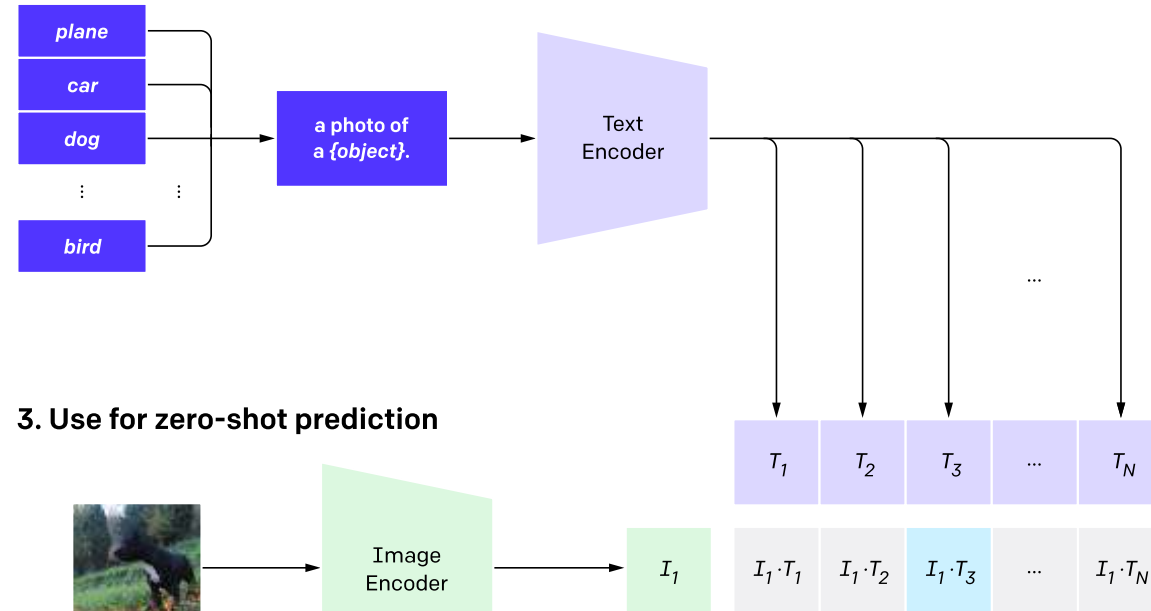 plane
car
dog
⋮ ⋮
bird
a photo of
a {object}.
Text
Encoder
...
3. Use for zero-shot prediction
T1 T2 T3 ... TN
Image
Encoder
I1
I1·T1 I1·T2 I1·T3 ... I1·TN